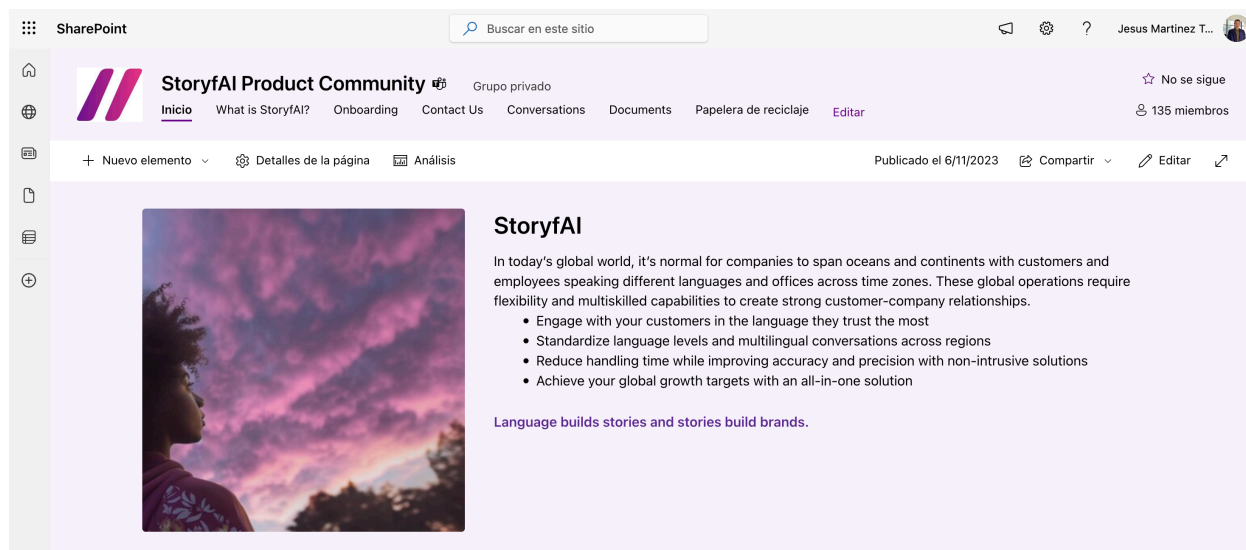 SharePoint
Buscar en este sitio
Jesus Martinez T...
StoryfAI Product Community
Grupo privado
No se sigue
Inicio
What is StoryfAI?
Onboarding
Contact Us
Conversations
Documents
Papelera de reciclaje
Editar
135 miembros
Nuevo elemento
Detalles de la página
Análisis
Publicado el 6/11/2023
Compartir
Editar
StoryfAI
In today's global world, it's normal for companies to span oceans and continents with customers and
employees speaking different languages and offices across time zones. These global operations require
flexibility and multiskilled capabilities to create strong customer-company relationships.
• Engage with your customers in the language they trust the most
• Standardize language levels and multilingual conversations across regions
• Reduce handling time while improving accuracy and precision with non-intrusive solutions
• Achieve your global growth targets with an all-in-one solution
Language builds stories and stories build brands.